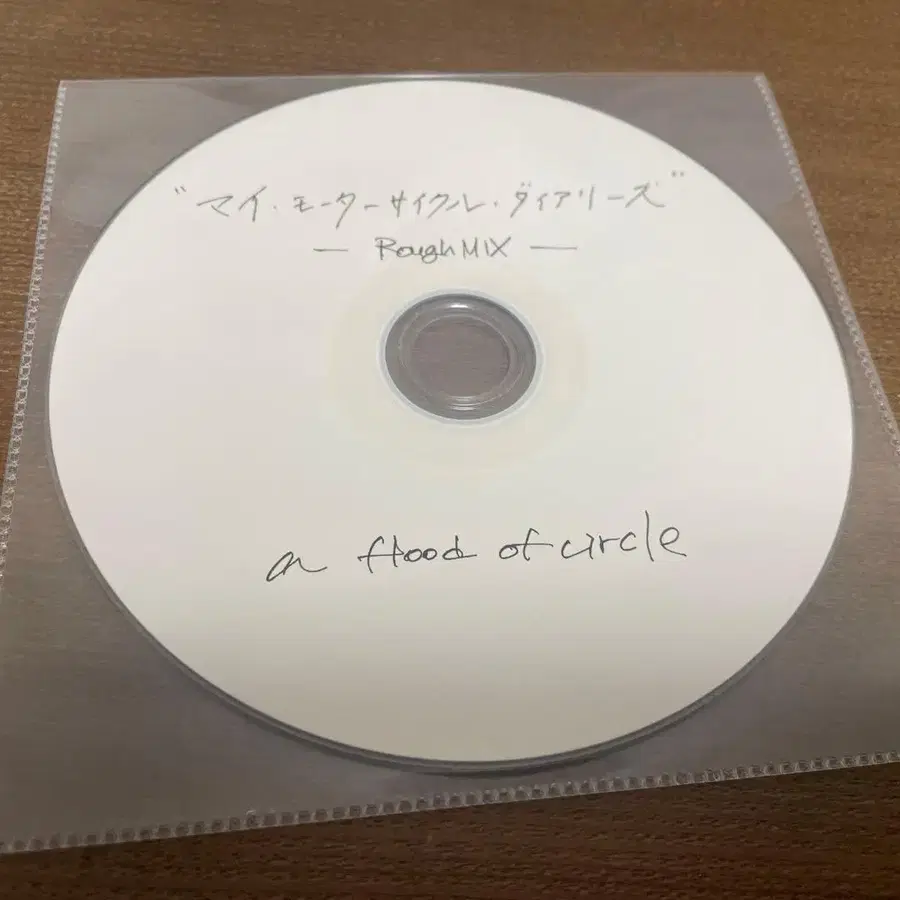 "マイ・モーターサイクル・ダイアリーズ"
— Rough MIX —
a flood of circle